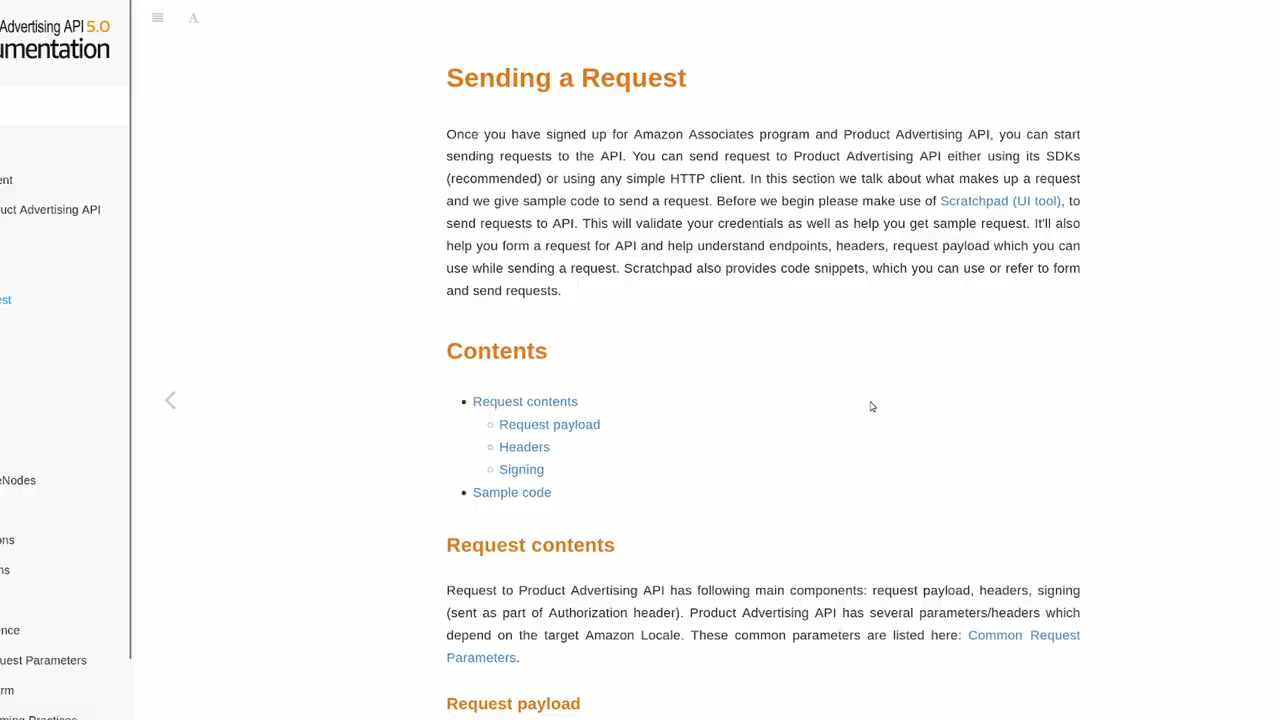 Advertising API 5.0
umentation
ent
uct Advertising API
est
eNodes
ons
ns
ence
uest Parameters
rm
A
Sending a Request
Once you have signed up for Amazon Associates program and Product Advertising API, you can start
sending requests to the API. You can send request to Product Advertising API either using its SDKs
(recommended) or using any simple HTTP client. In this section we talk about what makes up a request
and we give sample code to send a request. Before we begin please make use of Scratchpad (UI tool), to
send requests to API. This will validate your credentials as well as help you get sample request. It'll also
help you form a request for API and help understand endpoints, headers, request payload which you can
use while sending a request. Scratchpad also provides code snippets, which you can use or refer to form
and send requests.
Contents
• Request contents
○ Request payload
○ Headers
○ Signing
• Sample code
Request contents
Request to Product Advertising API has following main components: request payload, headers, signing
(sent as part of Authorization header). Product Advertising API has several parameters/headers which
depend on the target Amazon Locale. These common parameters are listed here: Common Request
Parameters.
Request payload